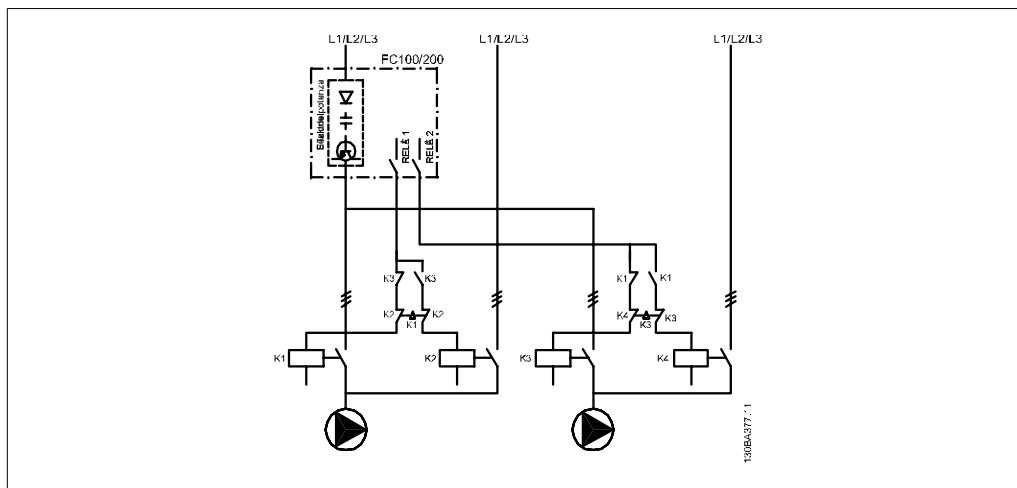 L1/L2/L3
L1/L2/L3
L1/L2/L3
FC100/200
RELÈ 1
RELÈ 2
K3
K3
K1
K1
K2
K1
K2
K4
K3
K3
K1
K2
K3
K4
130BA377.11